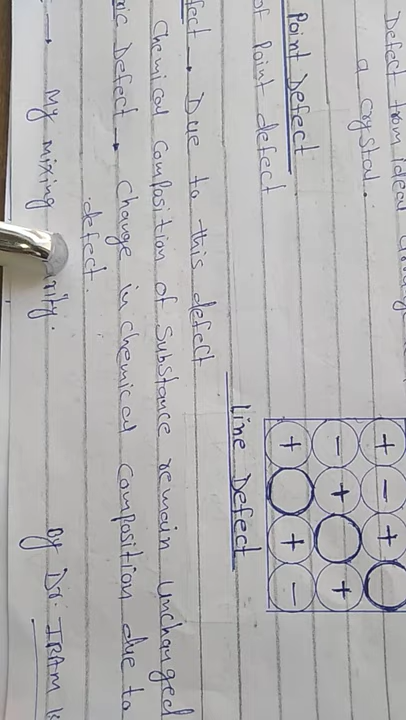 Defect from ideal
a crystal.
Point Defect
of Point defect
+ - +
- + +
+ + -
Line Defect
fect → Due to this defect
Chemical composition of Substance remain Unchanged
ric Defect → Change in chemical composition due to
defect.
→ My mixing rity.
by Dr. IRAM K